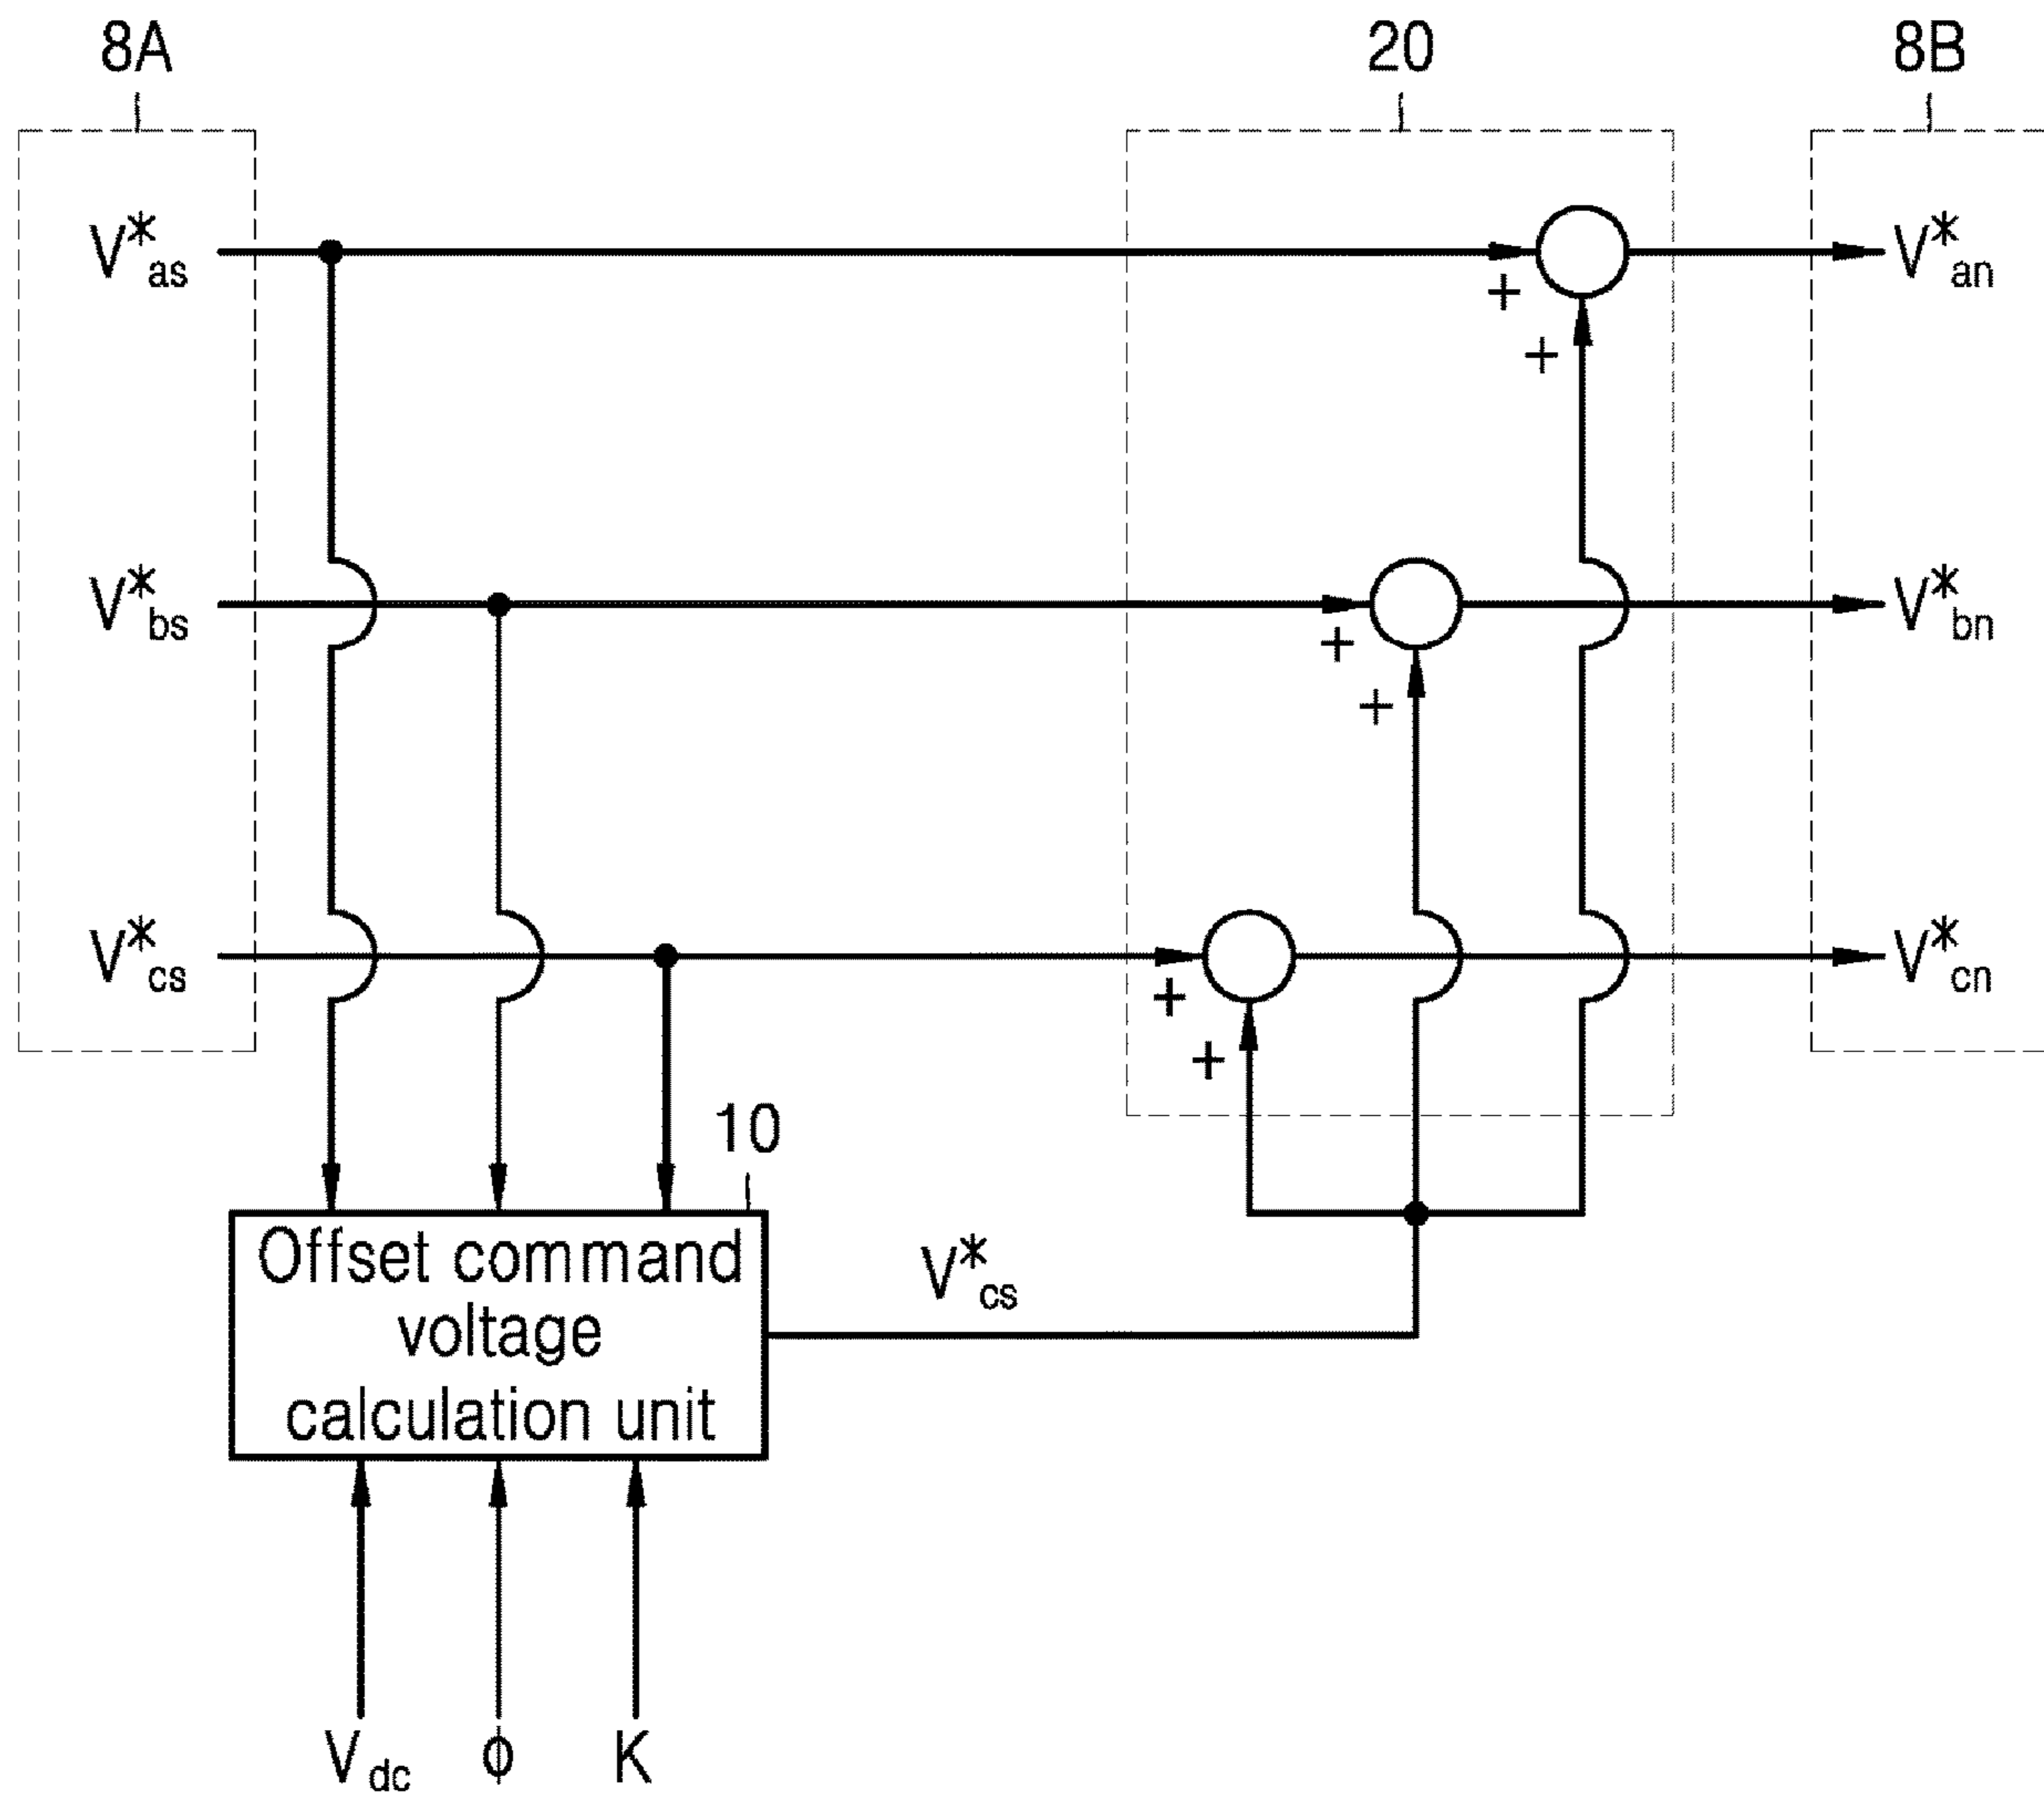 8A
20
8B
V*as
V*an
+
+
V*bs
V*bn
+
+
V*cs
V*cn
+
+
10
Offset command
voltage
calculation unit
V*cs
Vdc
ϕ
K